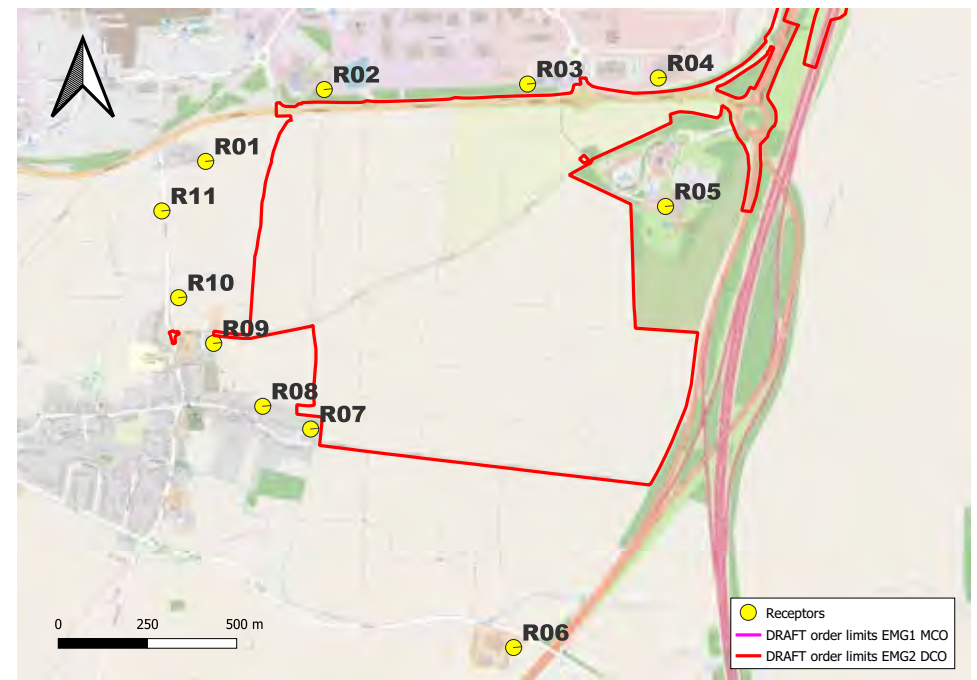 R04
R03
R02
R01
R11
R05
R10
R09
R08
R07
R06
0 250 500 m
Receptors
DRAFT order limits EMG1 MCO
DRAFT order limits EMG2 DCO